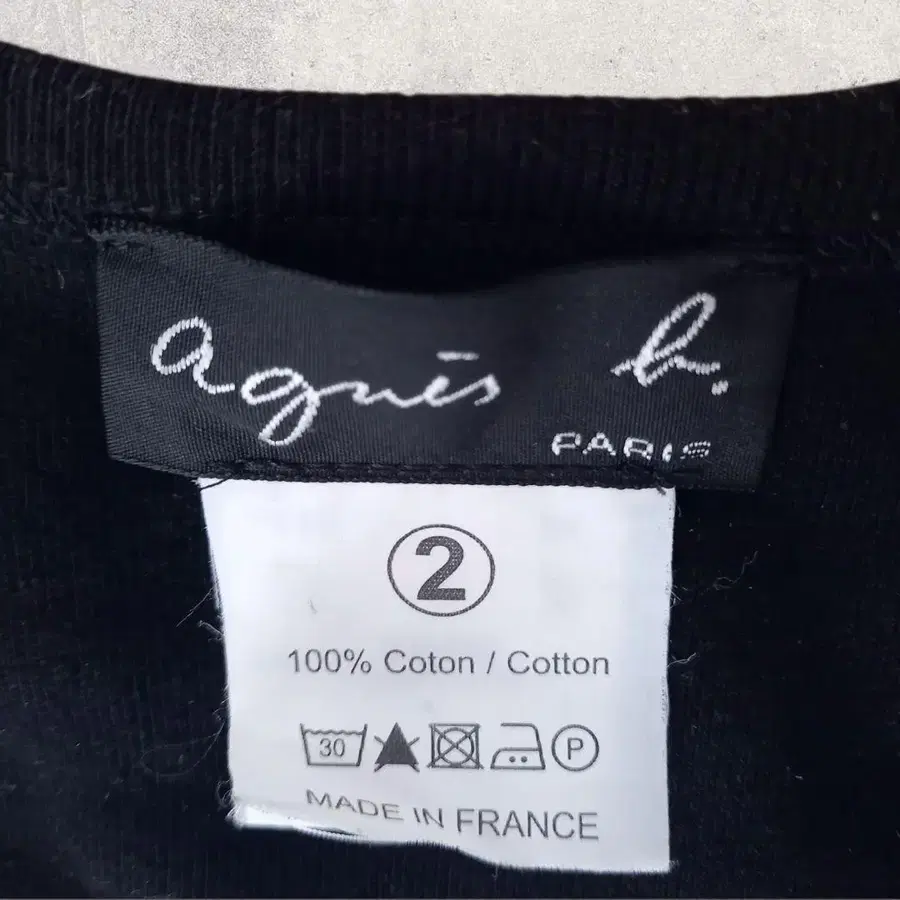 agnès b.
PARIS
2
100% Coton / Cotton
30 P
MADE IN FRANCE